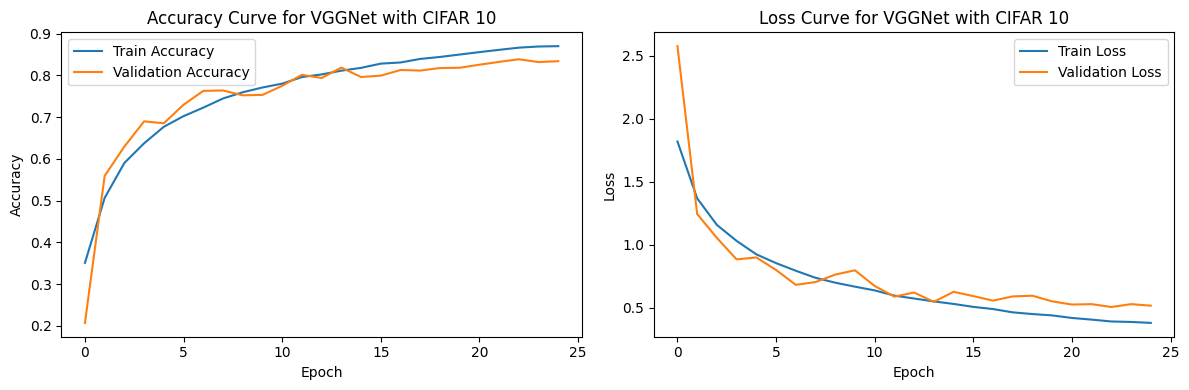 Accuracy Curve for VGGNet with CIFAR 10
Train Accuracy
Validation Accuracy
0.9
0.8
0.7
0.6
0.5
0.4
0.3
0.2
Accuracy
0 5 10 15 20 25
Epoch
Loss Curve for VGGNet with CIFAR 10
Train Loss
Validation Loss
2.5
2.0
1.5
1.0
0.5
Loss
0 5 10 15 20 25
Epoch